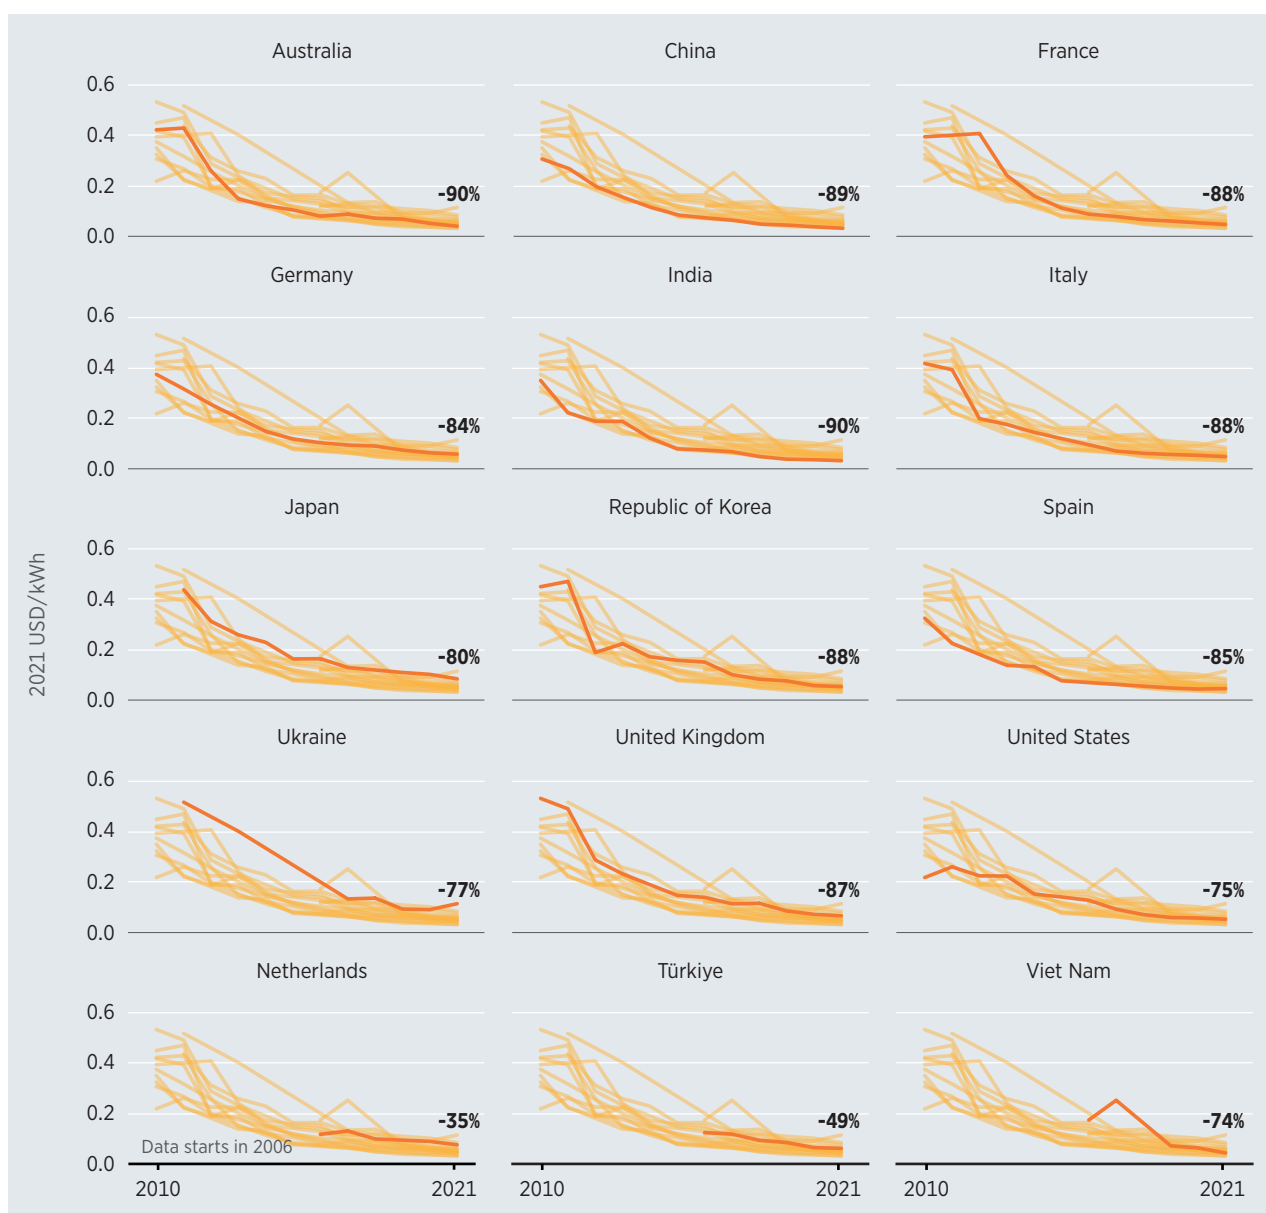 Australia
China
France
0.6
0.4
0.2
0.0
-90%
-89%
-88%
Germany
India
Italy
0.6
0.4
0.2
0.0
-84%
-90%
-88%
Japan
Republic of Korea
Spain
0.6
0.4
0.2
0.0
-80%
-88%
-85%
2021 USD/kWh
Ukraine
United Kingdom
United States
0.6
0.4
0.2
0.0
-77%
-87%
-75%
Netherlands
Türkiye
Viet Nam
0.6
0.4
0.2
0.0
-35%
-49%
-74%
Data starts in 2006
2010
2021
2010
2021
2010
2021